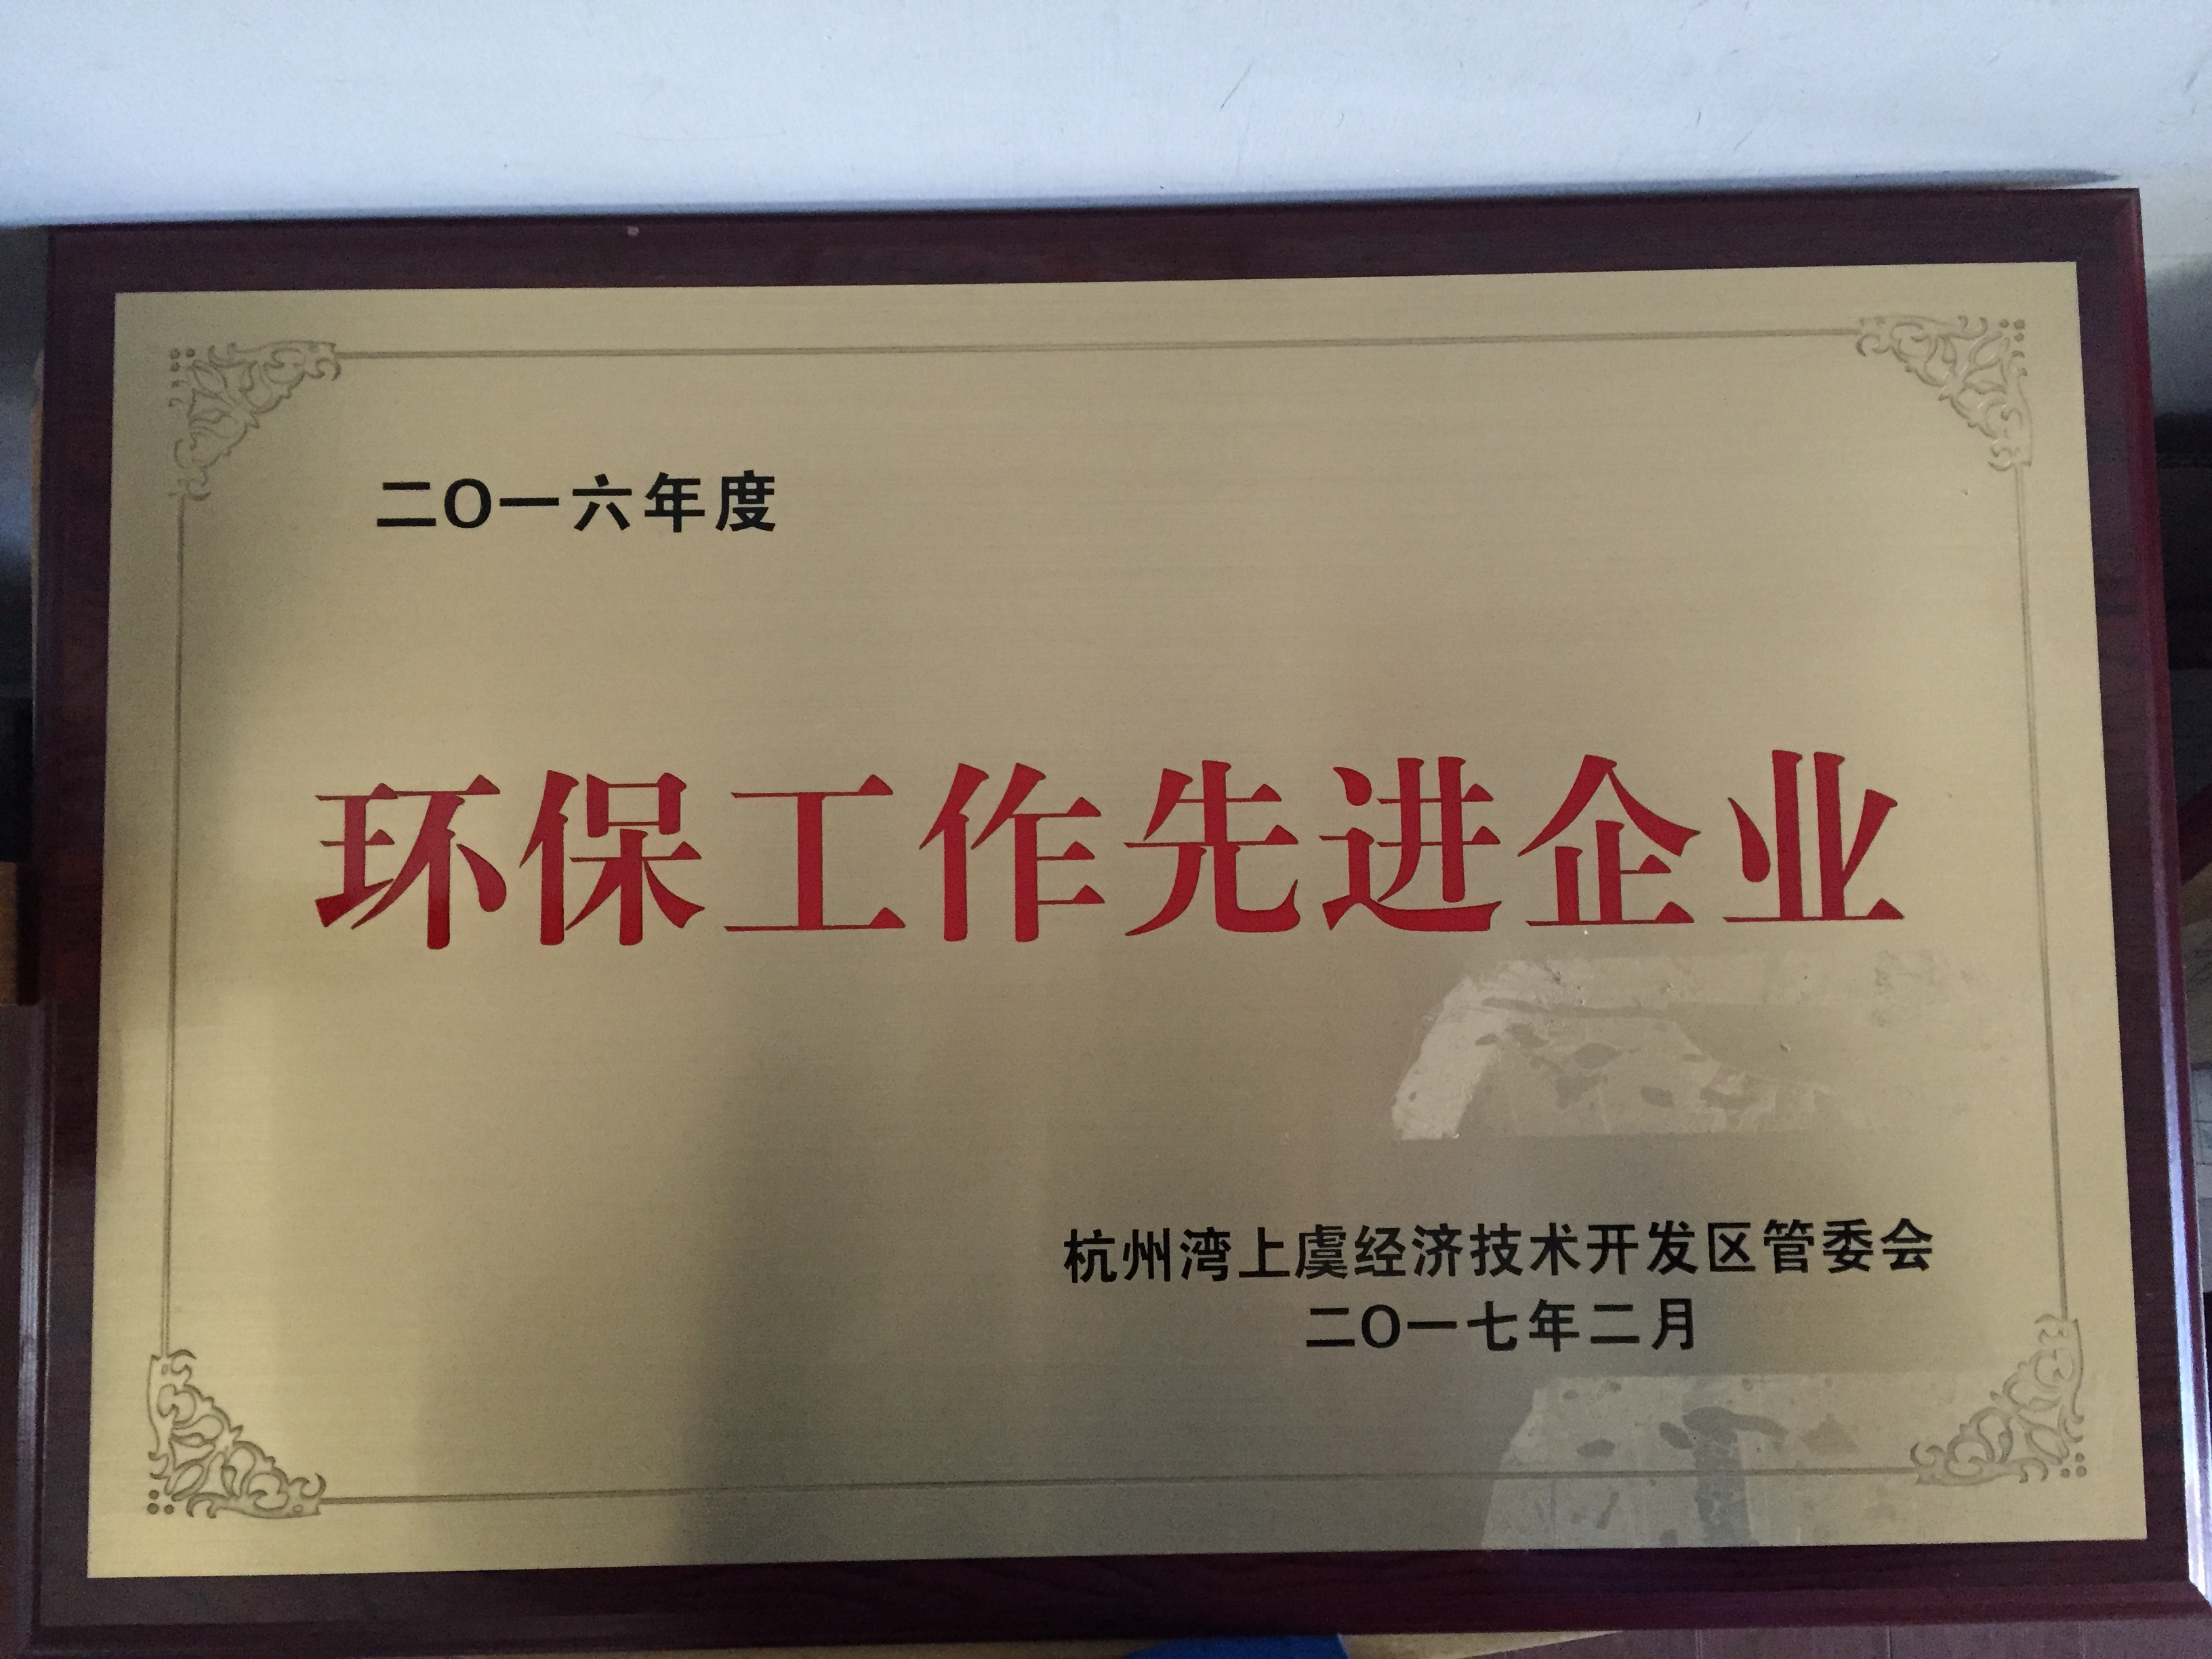 二〇一六年度
环保工作先进企业
杭州湾上虞经济技术开发区管委会
二〇一七年二月